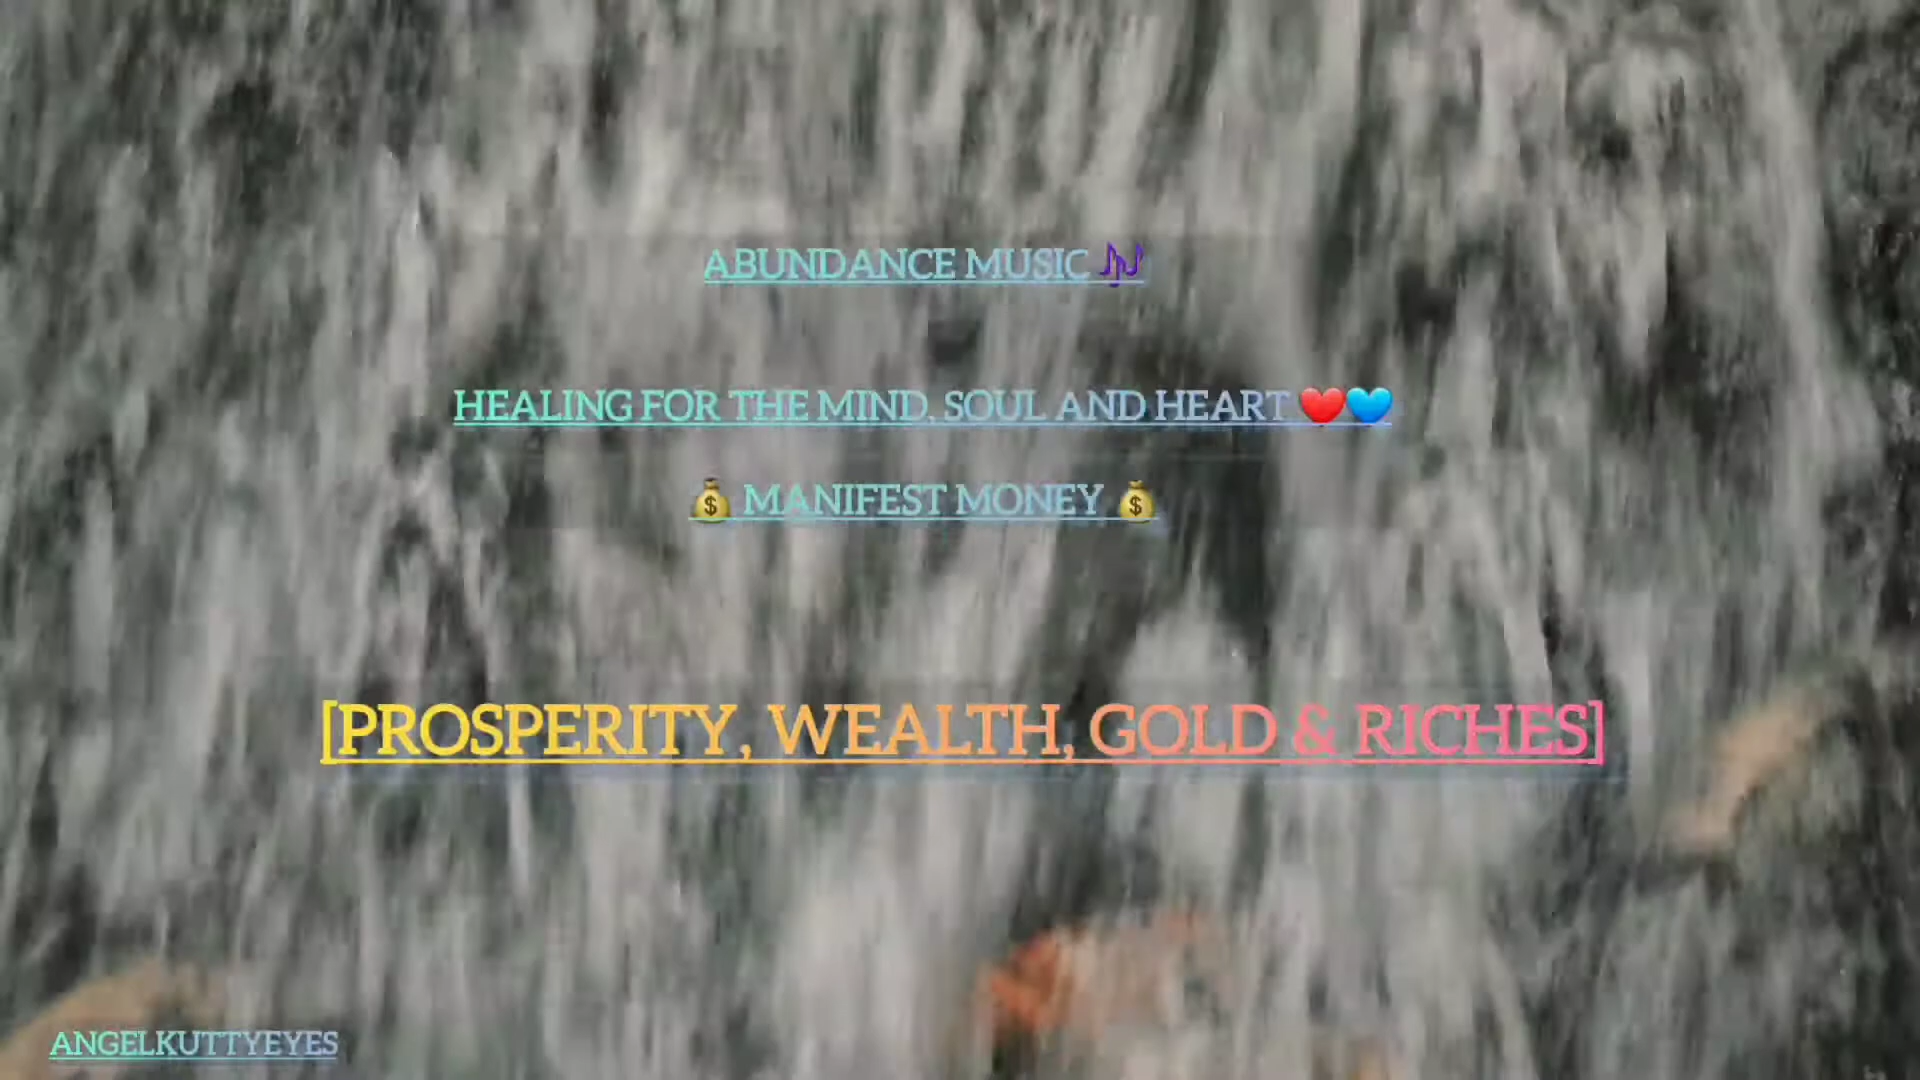 ABUNDANCE MUSIC 🎶
HEALING FOR THE MIND, SOUL AND HEART ❤️💙
💰 MANIFEST MONEY 💰
[PROSPERITY, WEALTH, GOLD & RICHES]
ANGELKUTTYEYES